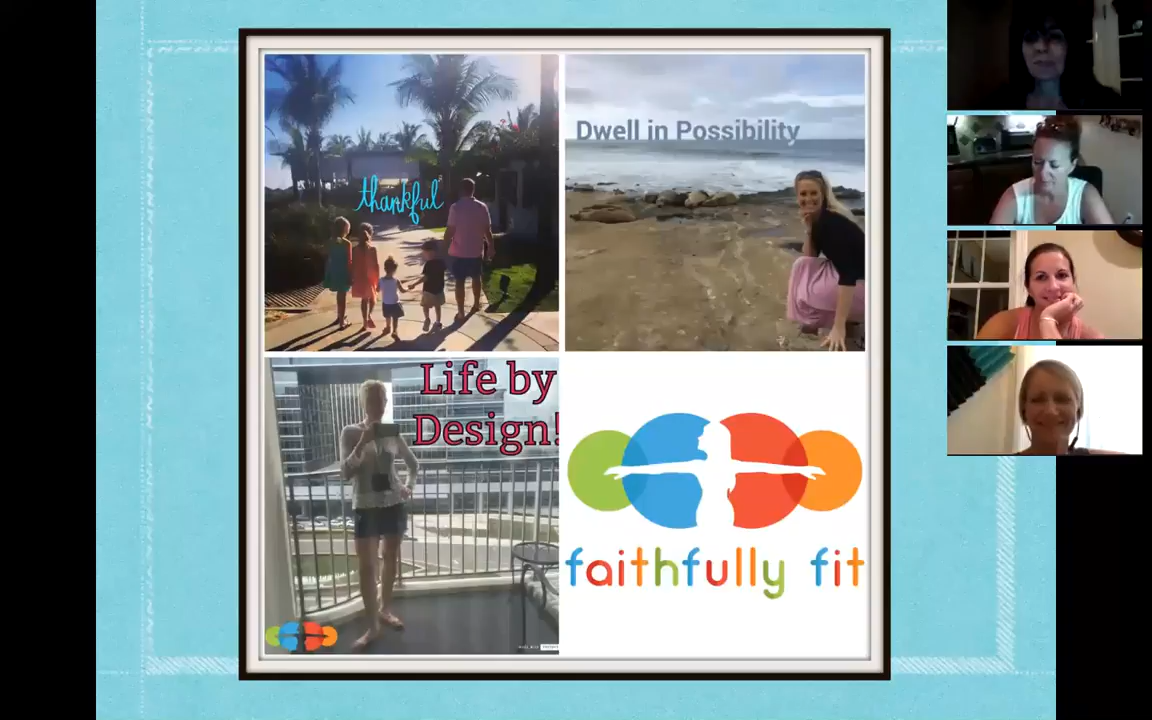 thankful
Dwell in Possibility
Life by
Design!
faithfully fit